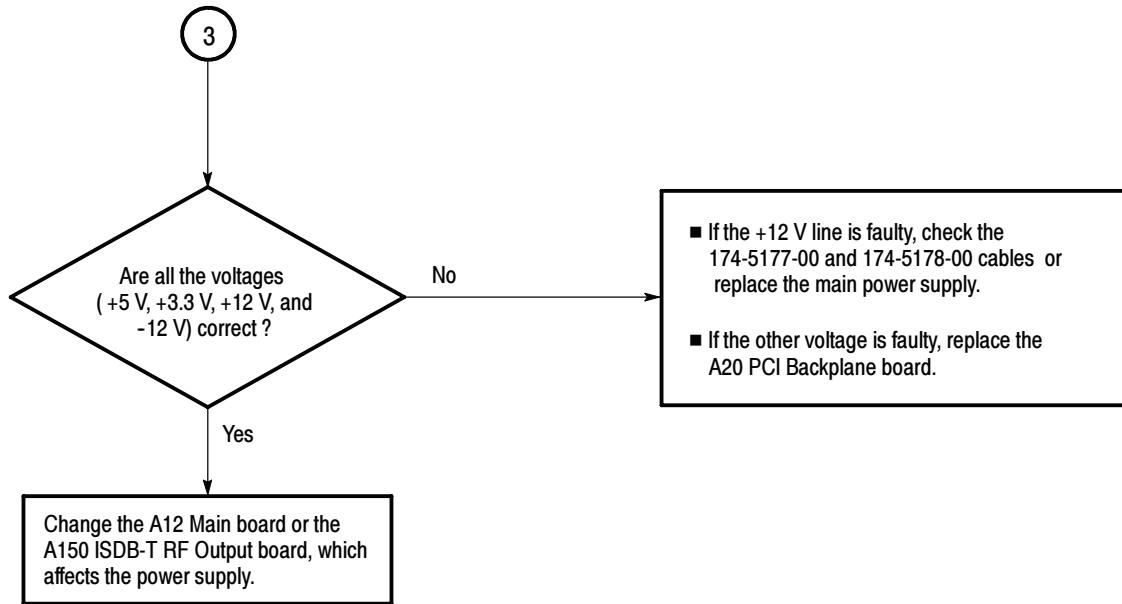 3
Are all the voltages
( +5 V, +3.3 V, +12 V, and
-12 V) correct ?
No
■ If the +12 V line is faulty, check the
174-5177-00 and 174-5178-00 cables or
replace the main power supply.
■ If the other voltage is faulty, replace the
A20 PCI Backplane board.
Yes
Change the A12 Main board or the
A150 ISDB-T RF Output board, which
affects the power supply.